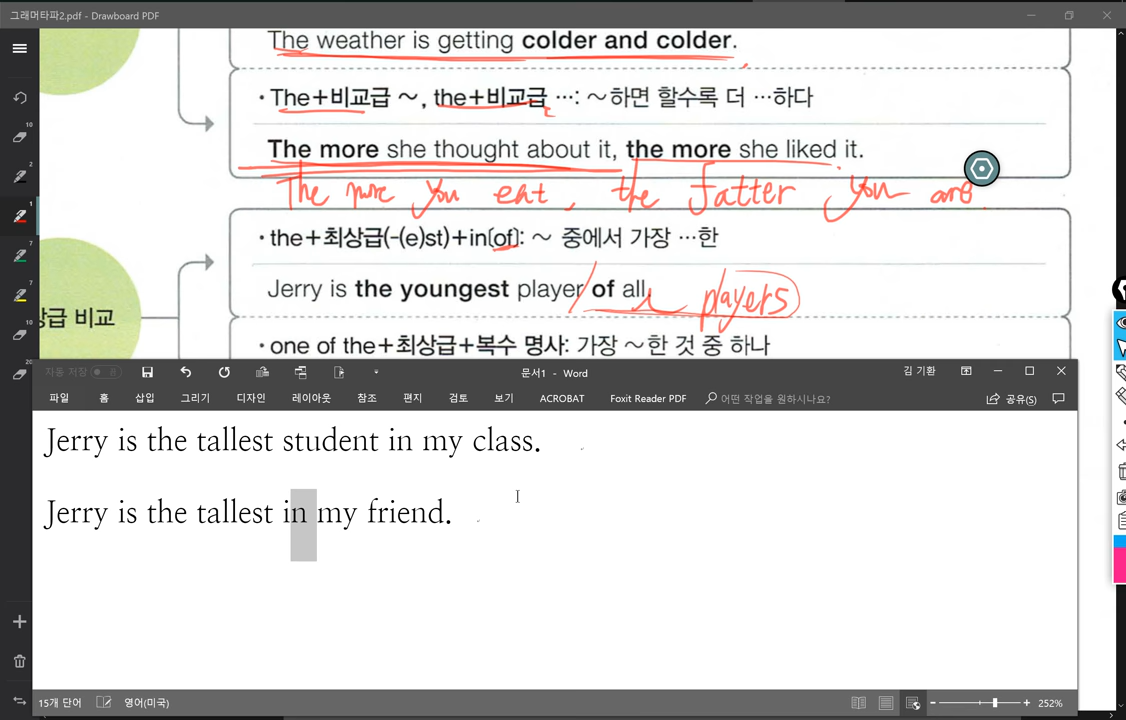 그래머타파2.pdf - Drawboard PDF
The weather is getting colder and colder.
· The+비교급 ~, the+비교급 …: ~하면 할수록 더 …하다
The more she thought about it, the more she liked it.
The more you eat, the fatter you are.
· the+최상급(-(e)st)+in[of]: ~ 중에서 가장 …한
Jerry is the youngest player of all
players
상급 비교
· one of the+최상급+복수 명사: 가장 ~한 것 중 하나
자동 저장
문서1 - Word
김 기환
파일 홈 삽입 그리기 디자인 레이아웃 참조 편지 검토 보기 ACROBAT Foxit Reader PDF 어떤 작업을 원하시나요? 공유(S)
Jerry is the tallest student in my class.
Jerry is the tallest in my friend.
15개 단어 영어(미국) 252%
10
2
1
7
7
10
20